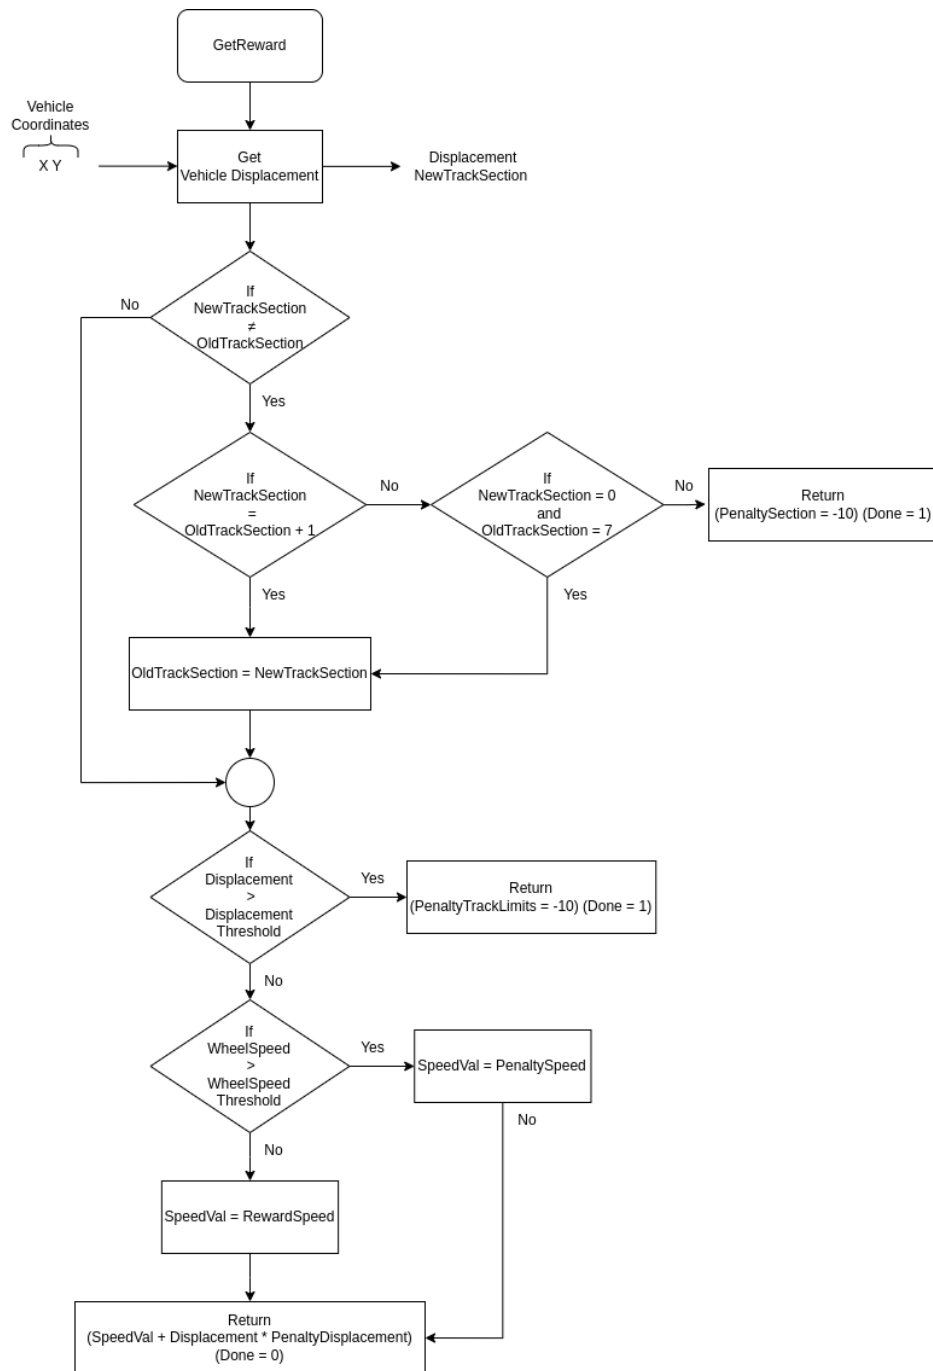 GetReward
Vehicle
Coordinates
X Y
Get
Vehicle Displacement
Displacement
NewTrackSection
If
NewTrackSection
≠
OldTrackSection
No
Yes
If
NewTrackSection
=
OldTrackSection + 1
No
If
NewTrackSection = 0
and
OldTrackSection = 7
No
Return
(PenaltySection = -10) (Done = 1)
Yes
Yes
OldTrackSection = NewTrackSection
If
Displacement
>
Displacement
Threshold
Yes
Return
(PenaltyTrackLimits = -10) (Done = 1)
No
If
WheelSpeed
>
WheelSpeed
Threshold
Yes
SpeedVal = PenaltySpeed
No
No
SpeedVal = RewardSpeed
Return
(SpeedVal + Displacement * PenaltyDisplacement)
(Done = 0)